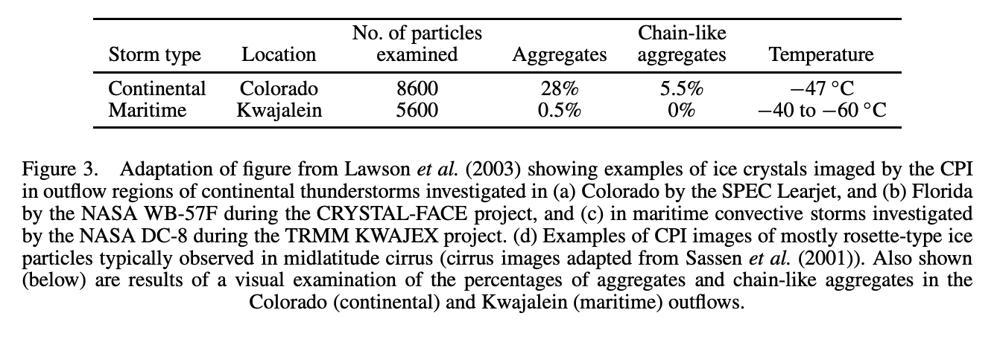 No. of particles Chain-like
Storm type Location examined Aggregates aggregates Temperature
Continental Colorado 8600 28% 5.5% −47 °C
Maritime Kwajalein 5600 0.5% 0% −40 to −60 °C
Figure 3. Adaptation of figure from Lawson et al. (2003) showing examples of ice crystals imaged by the CPI
in outflow regions of continental thunderstorms investigated in (a) Colorado by the SPEC Learjet, and (b) Florida
by the NASA WB-57F during the CRYSTAL-FACE project, and (c) in maritime convective storms investigated
by the NASA DC-8 during the TRMM KWAJEX project. (d) Examples of CPI images of mostly rosette-type ice
particles typically observed in midlatitude cirrus (cirrus images adapted from Sassen et al. (2001)). Also shown
(below) are results of a visual examination of the percentages of aggregates and chain-like aggregates in the
Colorado (continental) and Kwajalein (maritime) outflows.